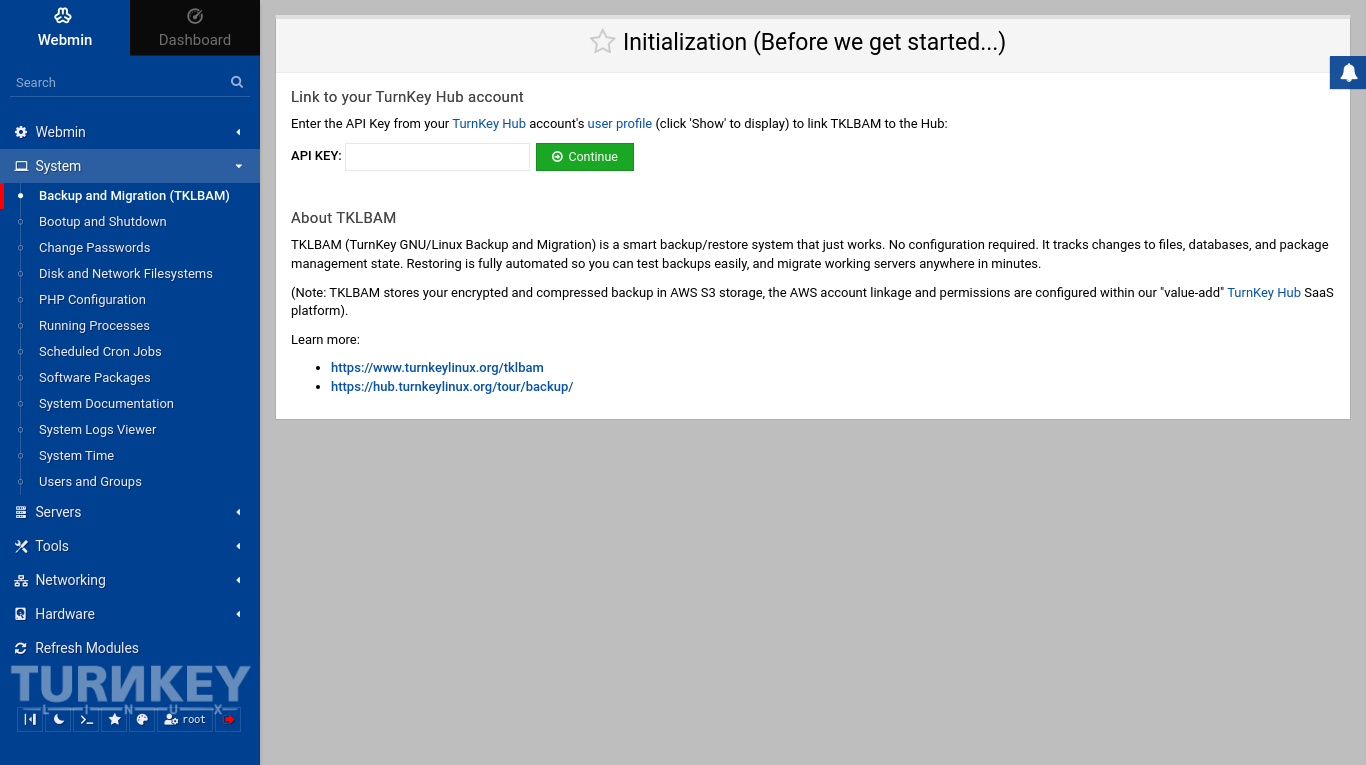 Webmin
Dashboard
Search
Webmin
System
Backup and Migration (TKLBAM)
Bootup and Shutdown
Change Passwords
Disk and Network Filesystems
PHP Configuration
Running Processes
Scheduled Cron Jobs
Software Packages
System Documentation
System Logs Viewer
System Time
Users and Groups
Servers
Tools
Networking
Hardware
Refresh Modules
TURNKEY
LINUX
root
Initialization (Before we get started...)
Link to your TurnKey Hub account
Enter the API Key from your TurnKey Hub account's user profile (click 'Show' to display) to link TKLBAM to the Hub:
API KEY:
Continue
About TKLBAM
TKLBAM (TurnKey GNU/Linux Backup and Migration) is a smart backup/restore system that just works. No configuration required. It tracks changes to files, databases, and package
management state. Restoring is fully automated so you can test backups easily, and migrate working servers anywhere in minutes.
(Note: TKLBAM stores your encrypted and compressed backup in AWS S3 storage, the AWS account linkage and permissions are configured within our "value-add" TurnKey Hub SaaS
platform).
Learn more:
https://www.turnkeylinux.org/tklbam
https://hub.turnkeylinux.org/tour/backup/